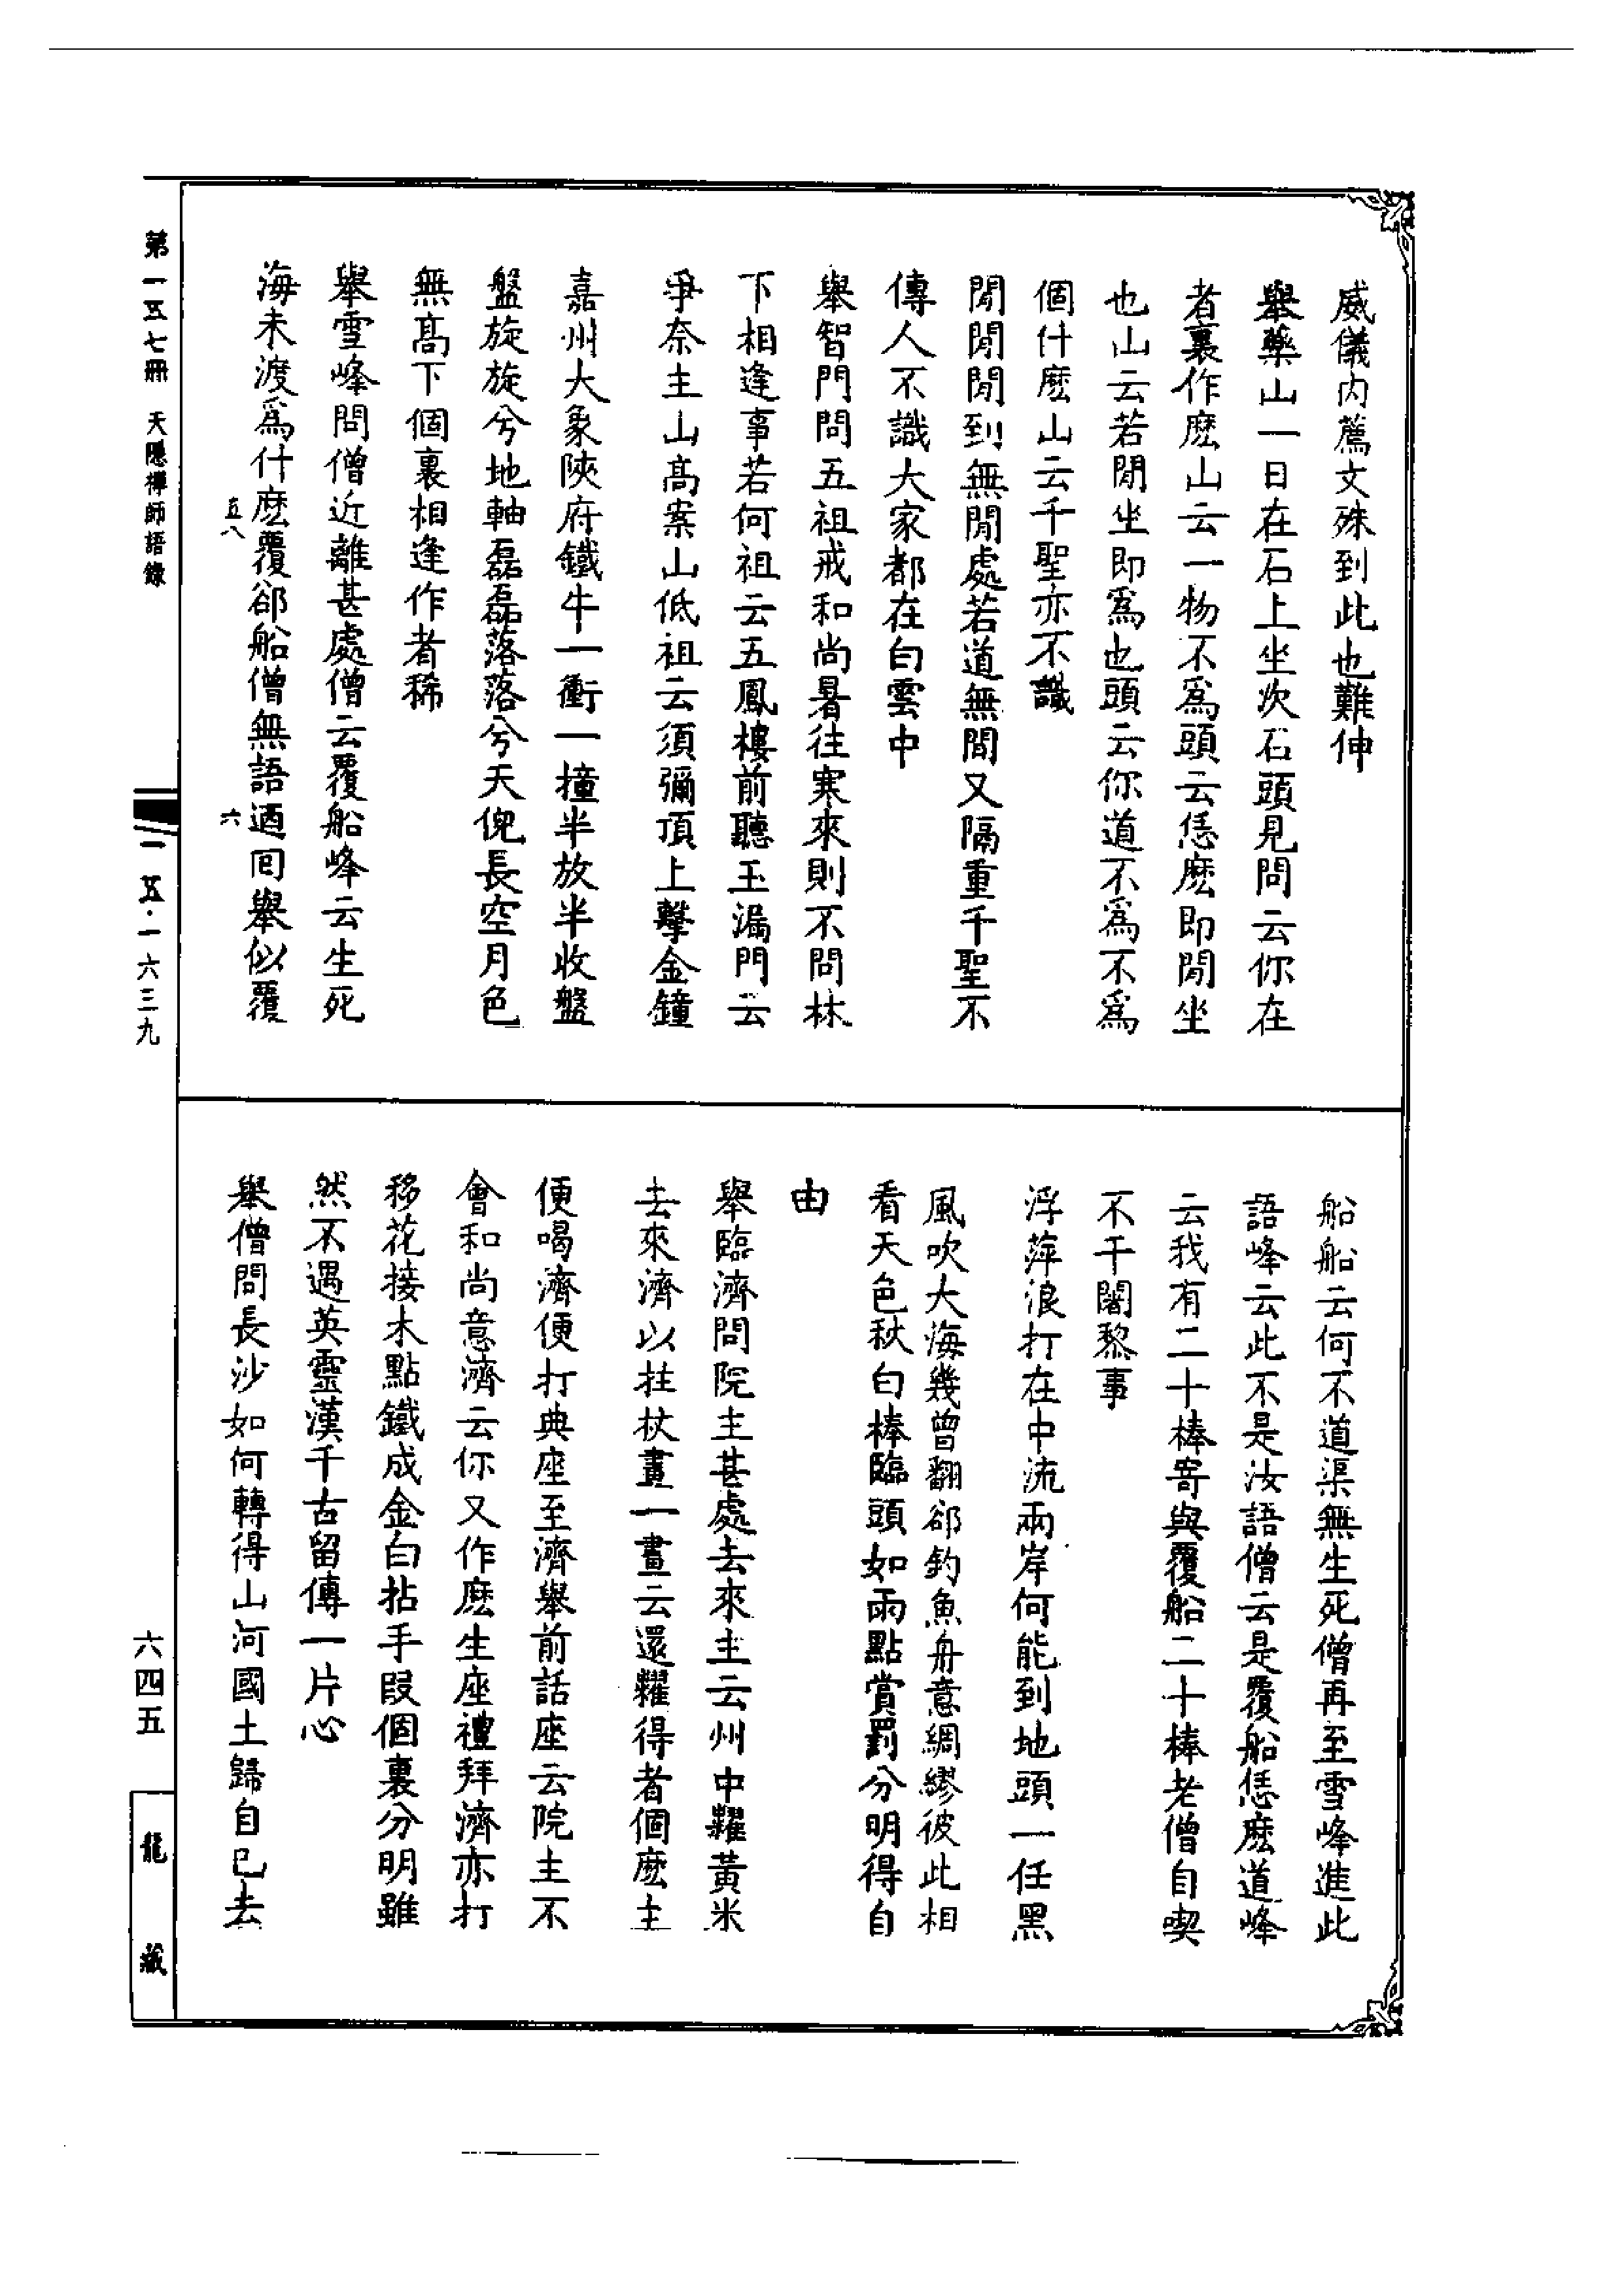 威儀內薦文殊到此也難伸
舉藥山一日在石上坐次石頭見問云你在
者裏作麽山云一物不爲頭云恁麽即閒坐
也山云若閒坐即爲也頭云你道不爲不爲
個什麽山云千聖亦不識
閒閒閒到無閒處若道無閒又隔重千聖不
傳人不識大家都在白雲中
舉智門問五祖戒和尚暑往寒來則不問林
下相逢事若何祖云五鳳樓前聽玉漏門云
爭奈主山高案山低祖云須彌頂上擊金鐘
嘉州大象陝府鐵牛一衝一撞半放半收盤
盤旋旋兮地軸磊磊落落兮天倪長空月色
無高下個裏相逢作者稀
舉雪峰問僧近離甚處僧云覆船峰云生死
海未渡爲什麽覆郤船僧無語迺囘舉似覆
船船云何不道渠無生死僧再至雪峰進此
語峰云此不是汝語僧云是覆船恁麽道峰
云我有二十棒寄與覆船二十棒老僧自喫
不干闍黎事
浮萍浪打在中流兩岸何能到地頭一任黑
風吹大海幾曾翻郤釣魚舟意綢繆彼此相
看天色秋白棒臨頭如雨點賞罰分明得自
由
舉臨濟問院主甚處去來主云州中糶黃米
去來濟以拄杖畫一畫云還糶得者個麽主
便喝濟便打典座至濟舉前話座云院主不
會和尚意濟云你又作麽生座禮拜濟亦打
移花接木點鐵成金白拈手段個裏分明雖
然不遇英靈漢千古留傳一片心
舉僧問長沙如何轉得山河國土歸自己去
第一五七冊　天隱禪師語錄
五八
六
一五·一六三九
六四五
龍藏